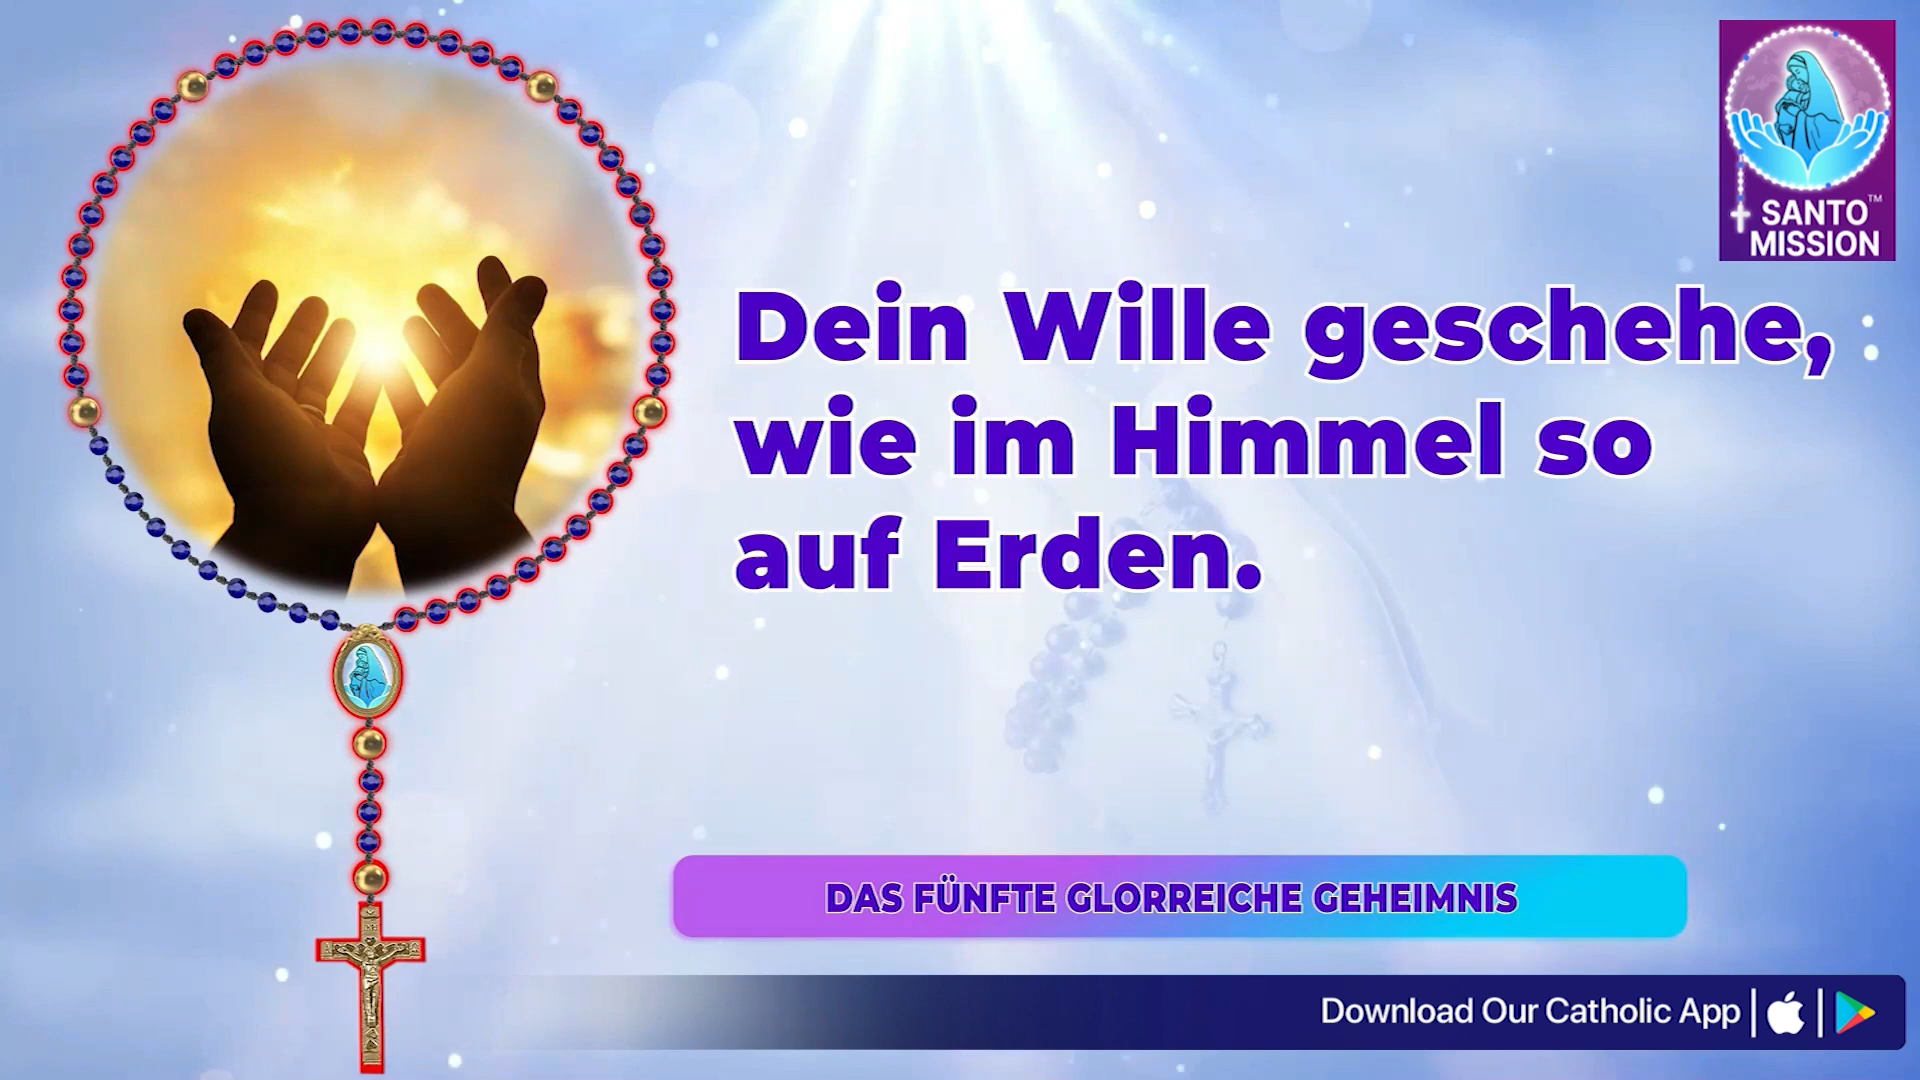 SANTO™
MISSION
Dein Wille geschehe,
wie im Himmel so
auf Erden.
DAS FÜNFTE GLORREICHE GEHEIMNIS
Download Our Catholic App